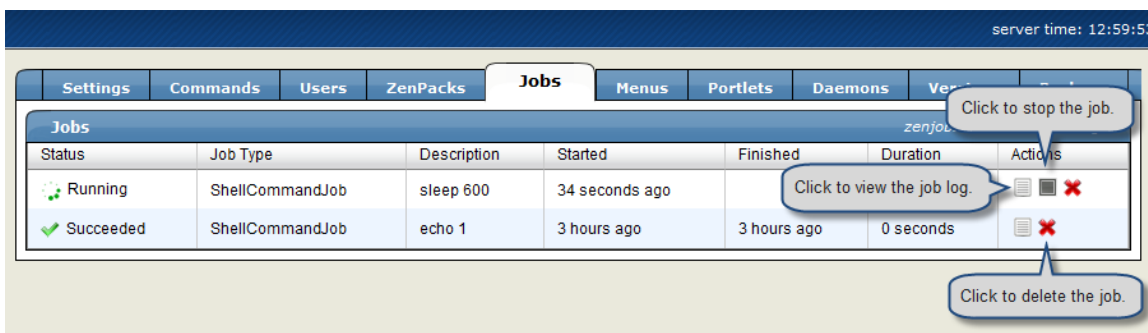 server time: 12:59:53
Settings Commands Users ZenPacks Jobs Menus Portlets Daemons
Click to stop the job.
Jobs
Status Job Type Description Started Finished Duration Actions
Running ShellCommandJob sleep 600 34 seconds ago
Click to view the job log.
Succeeded ShellCommandJob echo 1 3 hours ago 3 hours ago 0 seconds
Click to delete the job.